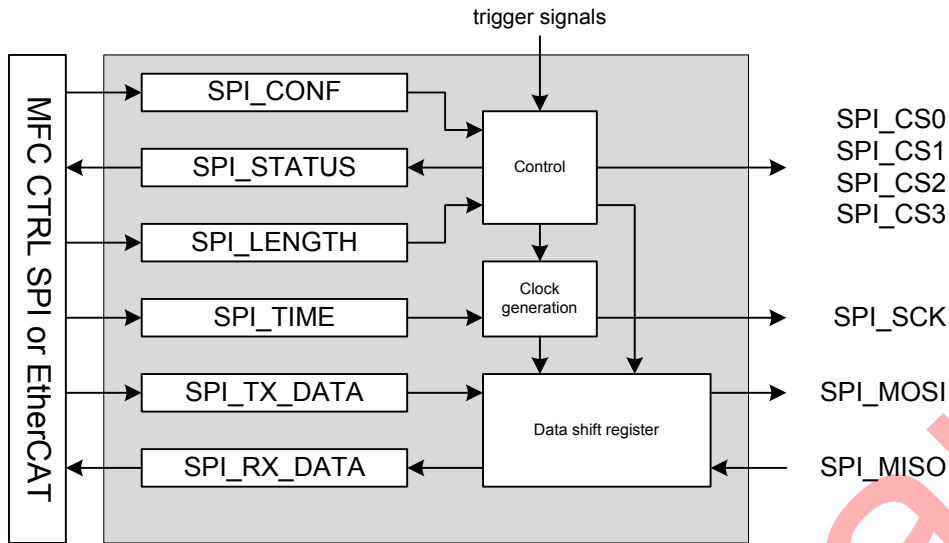 trigger signals
MFC CTRL SPI or EtherCAT
SPI_CONF
SPI_STATUS
SPI_LENGTH
SPI_TIME
SPI_TX_DATA
SPI_RX_DATA
Control
Clock
generation
Data shift register
SPI_CS0
SPI_CS1
SPI_CS2
SPI_CS3
SPI_SCK
SPI_MOSI
SPI_MISO